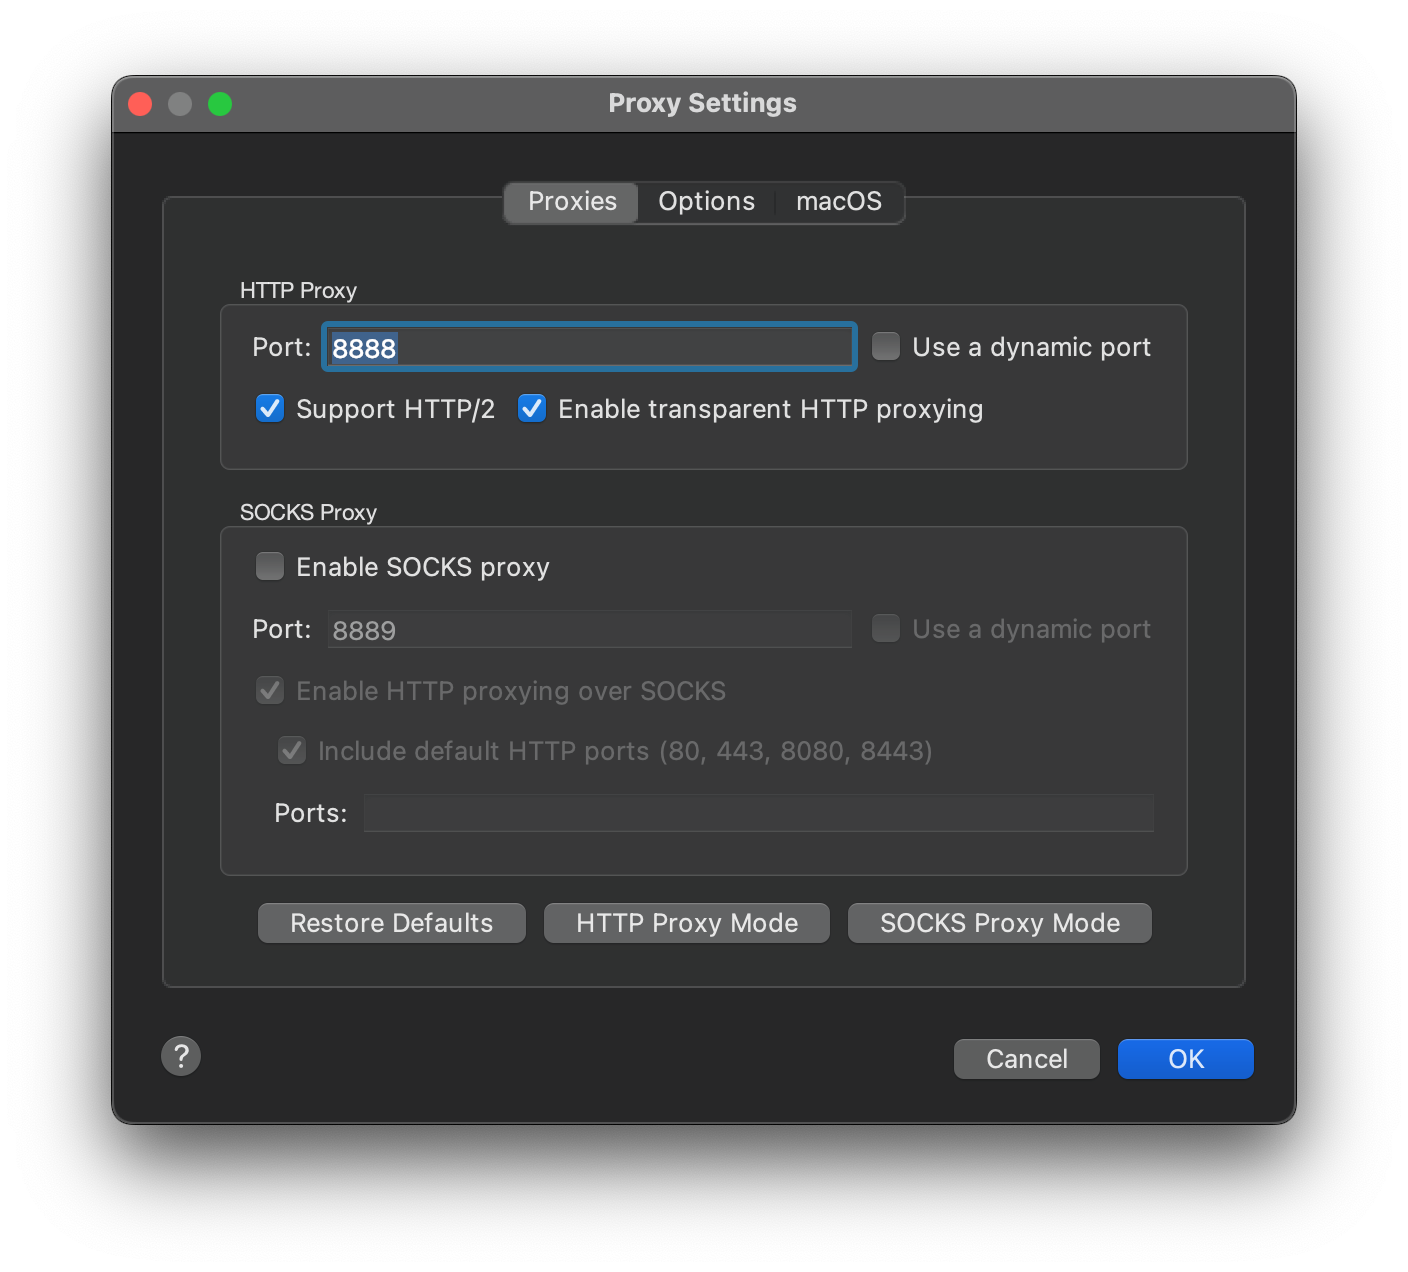 Proxy Settings
Proxies Options macOS
HTTP Proxy
Port: 8888 Use a dynamic port
Support HTTP/2 Enable transparent HTTP proxying
SOCKS Proxy
Enable SOCKS proxy
Port: 8889 Use a dynamic port
Enable HTTP proxying over SOCKS
Include default HTTP ports (80, 443, 8080, 8443)
Ports:
Restore Defaults HTTP Proxy Mode SOCKS Proxy Mode
? Cancel OK